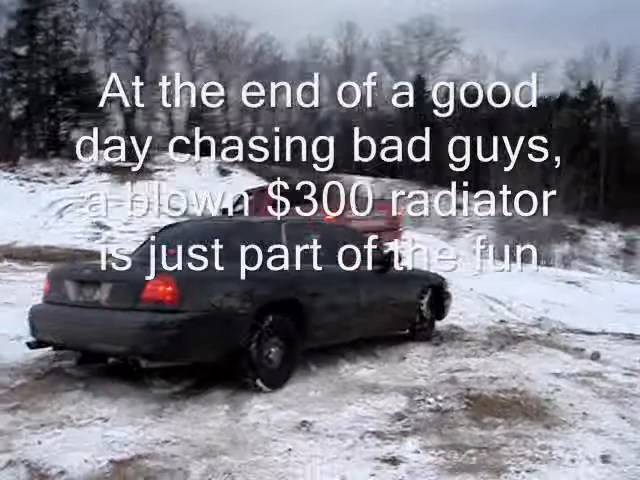 At the end of a good
day chasing bad guys,
a blown $300 radiator
is just part of the fun